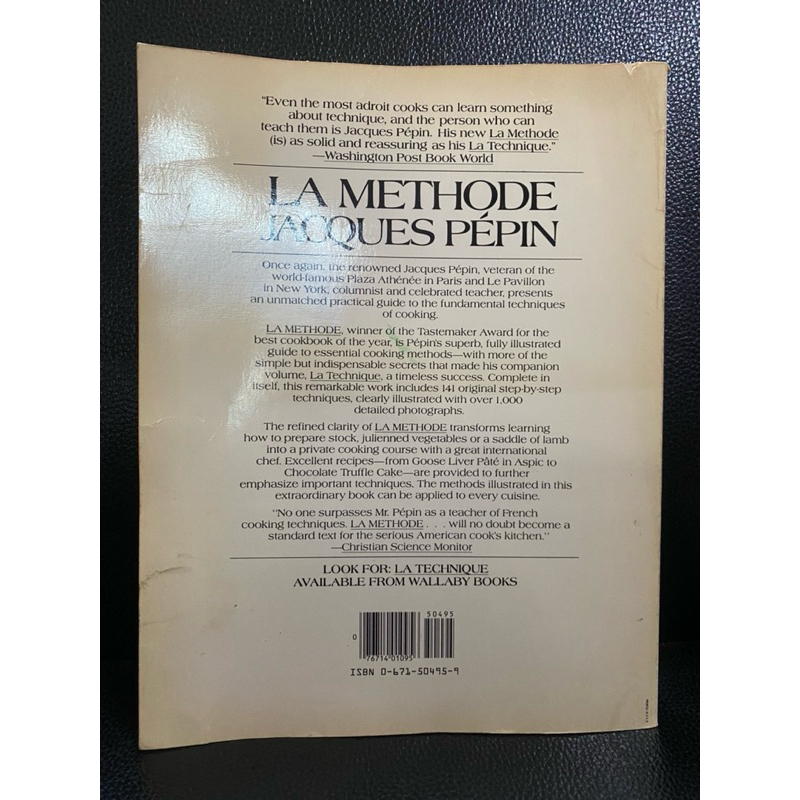 “Even the most adroit cooks can learn something
about technique, and the person who can
teach them is Jacques Pépin. His new La Methode
(is) as solid and reassuring as his La Technique.”
—Washington Post Book World
LA METHODE
JACQUES PÉPIN
Once again, the renowned Jacques Pépin, veteran of the
world-famous Plaza Athénée in Paris and Le Pavillon
in New York, columnist and celebrated teacher, presents
an unmatched practical guide to the fundamental techniques
of cooking.
LA METHODE, winner of the Tastemaker Award for the
best cookbook of the year, is Pépin's superb, fully illustrated
guide to essential cooking methods—with more of the
simple but indispensable secrets that made his companion
volume, La Technique, a timeless success. Complete in
itself, this remarkable work includes 141 original step-by-step
techniques, clearly illustrated with over 1,000
detailed photographs.
The refined clarity of LA METHODE transforms learning
how to prepare stock, julienned vegetables or a saddle of lamb
into a private cooking course with a great international
chef. Excellent recipes—from Goose Liver Pâté in Aspic to
Chocolate Truffle Cake—are provided to further
emphasize important techniques. The methods illustrated in this
extraordinary book can be applied to every cuisine.
“No one surpasses Mr. Pépin as a teacher of French
cooking techniques. LA METHODE . . . will no doubt become a
standard text for the serious American cook's kitchen.”
—Christian Science Monitor
LOOK FOR: LA TECHNIQUE
AVAILABLE FROM WALLABY BOOKS
50495
0
76714 01095
ISBN 0-671-50495-9